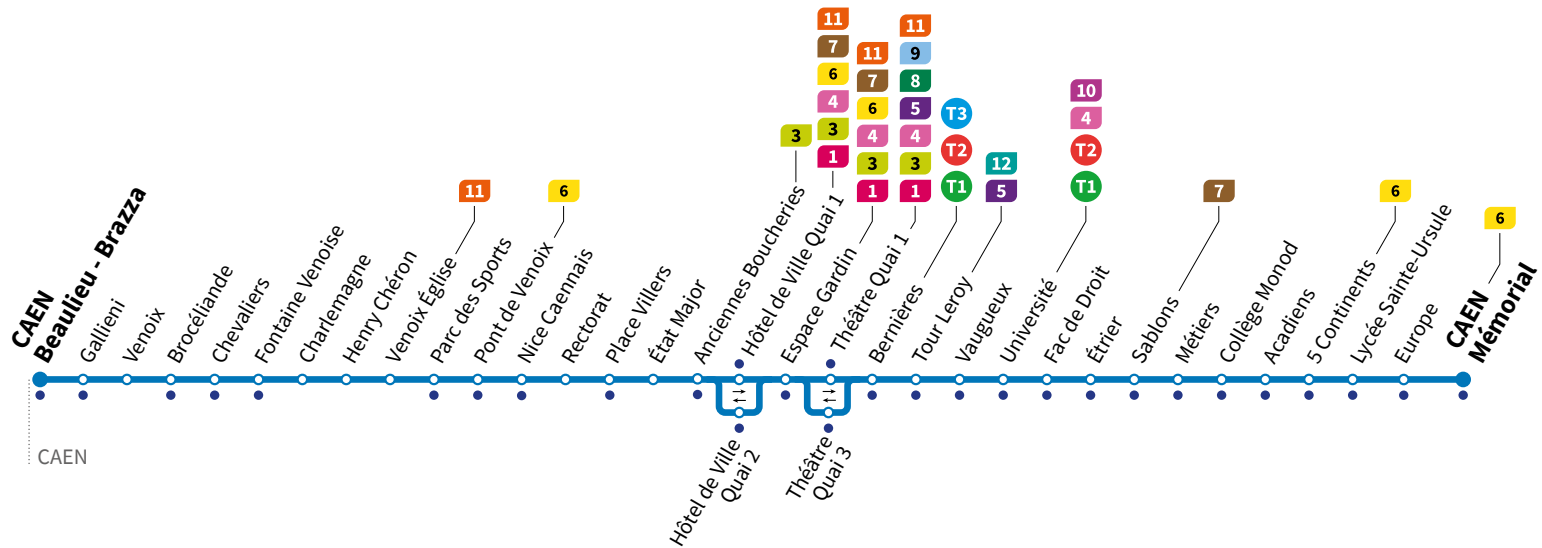 CAEN
Beaulieu - Brazza
Gallieni
Venoix
Brocéliande
Chevaliers
Fontaine Venoise
Charlemagne
Henry Chéron
Venoix Église
11
Parc des Sports
Pont de Venoix
6
Nice Caennais
Rectorat
Place Villers
État Major
Anciennes Boucheries
3
Hôtel de Ville Quai 1
11
7
6
4
3
1
Espace Gardin
11
7
6
4
3
1
Théâtre Quai 1
11
9
8
5
4
3
1
Bernières
T3
T2
T1
Tour Leroy
12
5
Vaugueux
Université
10
4
T2
T1
Fac de Droit
Étrier
Sablons
7
Métiers
Collège Monod
Acadiens
5 Continents
6
Lycée Sainte-Ursule
Europe
CAEN
Mémorial
6
Hôtel de Ville
Quai 2
Théâtre
Quai 3
CAEN